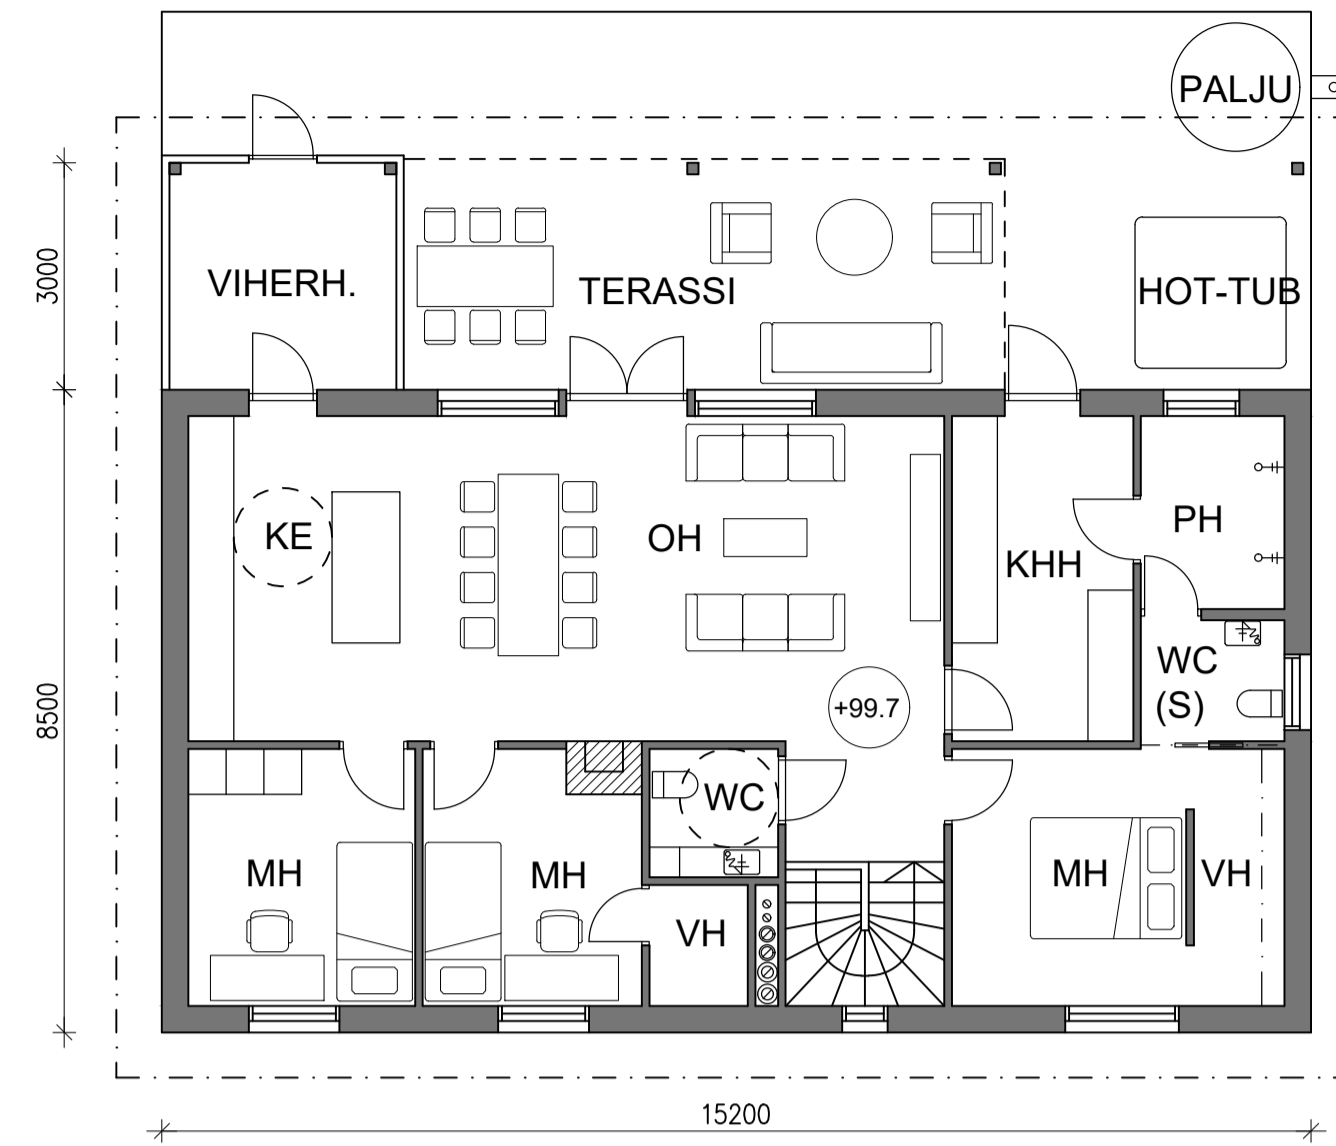 PALJU
3000
VIHERH.
TERASSI
HOT-TUB
KE
OH
KHH
PH
WC
(S)
8500
+99.7
MH
MH
WC
VH
MH
VH
15200